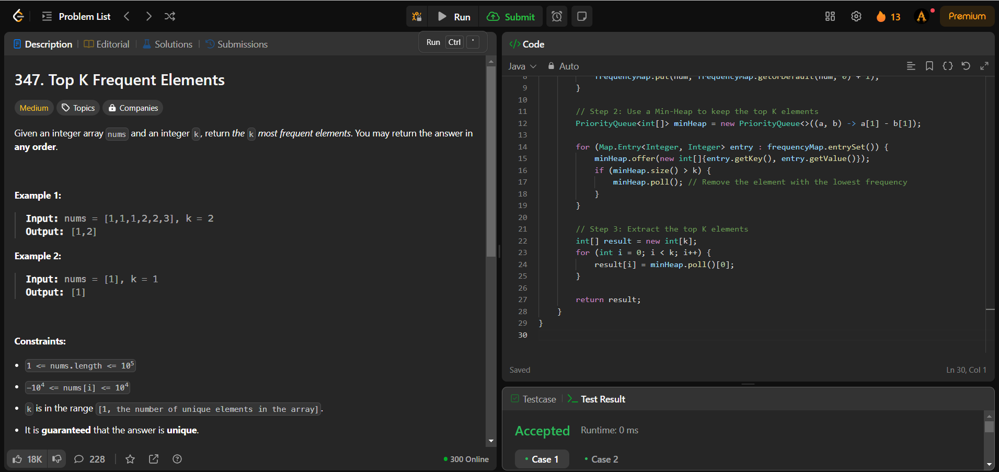 Problem List
Run
Submit
13
Premium
Description
Editorial
Solutions
Submissions
Run Ctrl '
347. Top K Frequent Elements
Medium
Topics
Companies
Given an integer array nums and an integer k, return the k most frequent elements. You may return the answer in
any order.
Example 1:
Input: nums = [1,1,1,2,2,3], k = 2
Output: [1,2]
Example 2:
Input: nums = [1], k = 1
Output: [1]
Constraints:
• 1 <= nums.length <= 10⁵
• -10⁴ <= nums[i] <= 10⁴
• k is in the range [1, the number of unique elements in the array].
• It is guaranteed that the answer is unique.
18K
228
300 Online
</> Code
Java
Auto
8 frequencyMap.put(num, frequencyMap.getOrDefault(num, 0) + 1);
9 }
10
11 // Step 2: Use a Min-Heap to keep the top K elements
12 PriorityQueue<int[]> minHeap = new PriorityQueue<>((a, b) -> a[1] - b[1]);
13
14 for (Map.Entry<Integer, Integer> entry : frequencyMap.entrySet()) {
15 minHeap.offer(new int[]{entry.getKey(), entry.getValue()});
16 if (minHeap.size() > k) {
17 minHeap.poll(); // Remove the element with the lowest frequency
18 }
19 }
20
21 // Step 3: Extract the top K elements
22 int[] result = new int[k];
23 for (int i = 0; i < k; i++) {
24 result[i] = minHeap.poll()[0];
25 }
26
27 return result;
28 }
29 }
30
Saved
Ln 30, Col 1
Testcase
>_ Test Result
Accepted
Runtime: 0 ms
• Case 1
• Case 2